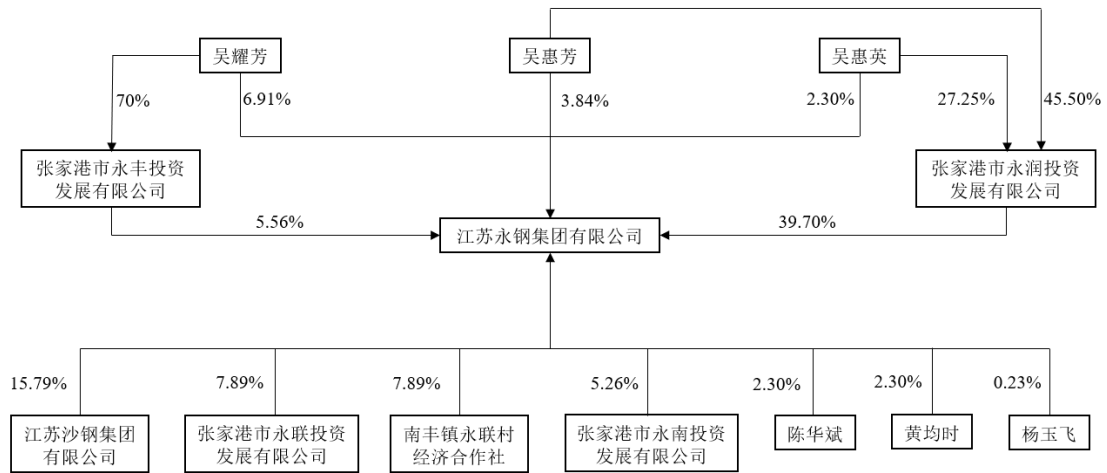 吴耀芳
吴惠芳
吴惠英
70%
6.91%
3.84%
2.30%
27.25%
45.50%
张家港市永丰投资
发展有限公司
张家港市永润投资
发展有限公司
5.56%
江苏永钢集团有限公司
39.70%
15.79%
7.89%
7.89%
5.26%
2.30%
2.30%
0.23%
江苏沙钢集团
有限公司
张家港市永联投资
发展有限公司
南丰镇永联村
经济合作社
张家港市永南投资
发展有限公司
陈华斌
黄均时
杨玉飞